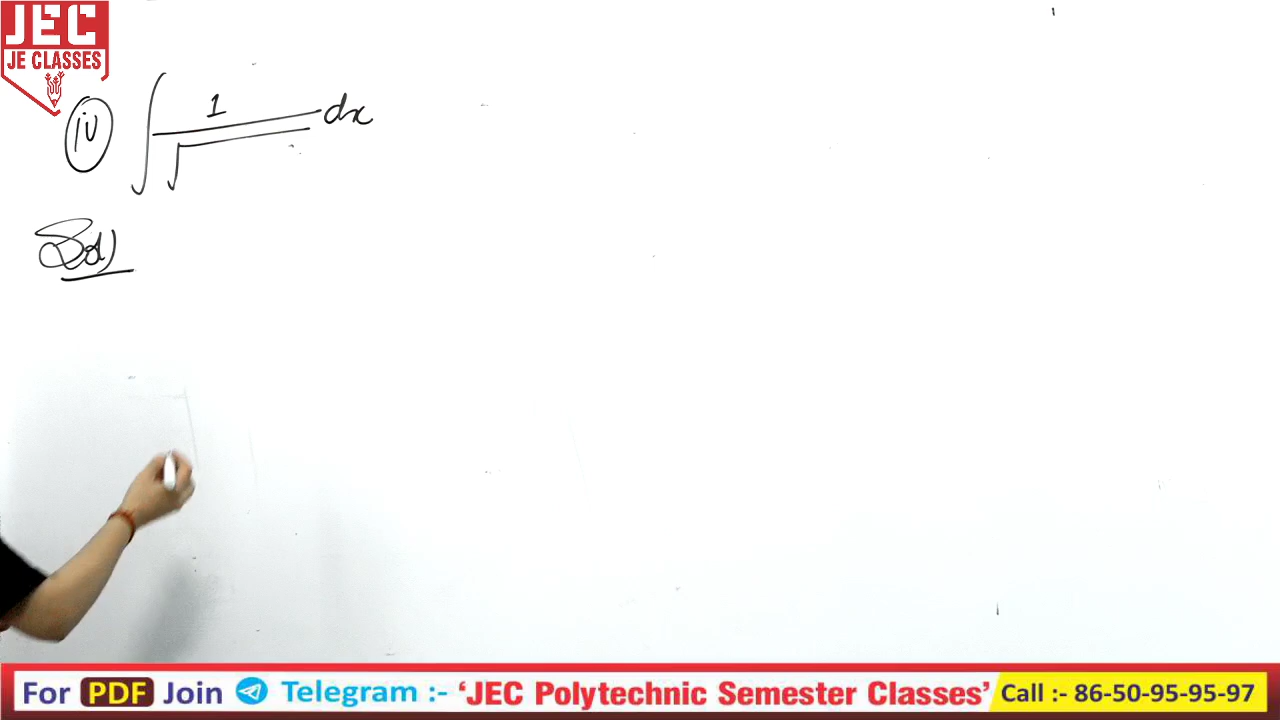 JEC
JE CLASSES
(iv) ∫ 1/√ dx
Sol)
For PDF Join Telegram :- ‘JEC Polytechnic Semester Classes’ Call :- 86-50-95-95-97